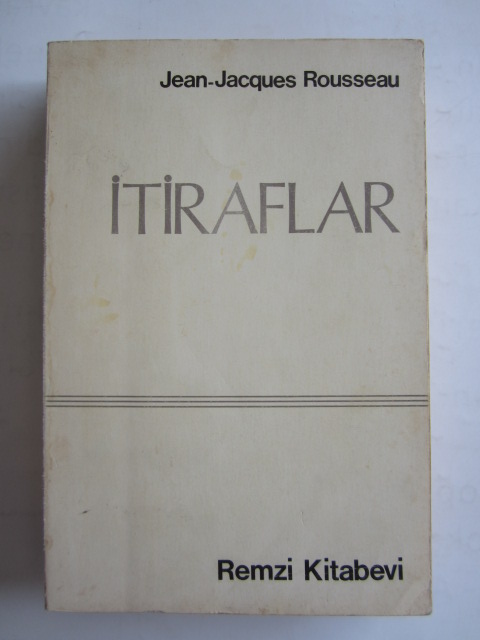 Jean-Jacques Rousseau
İTİRAFLAR
Remzi Kitabevi